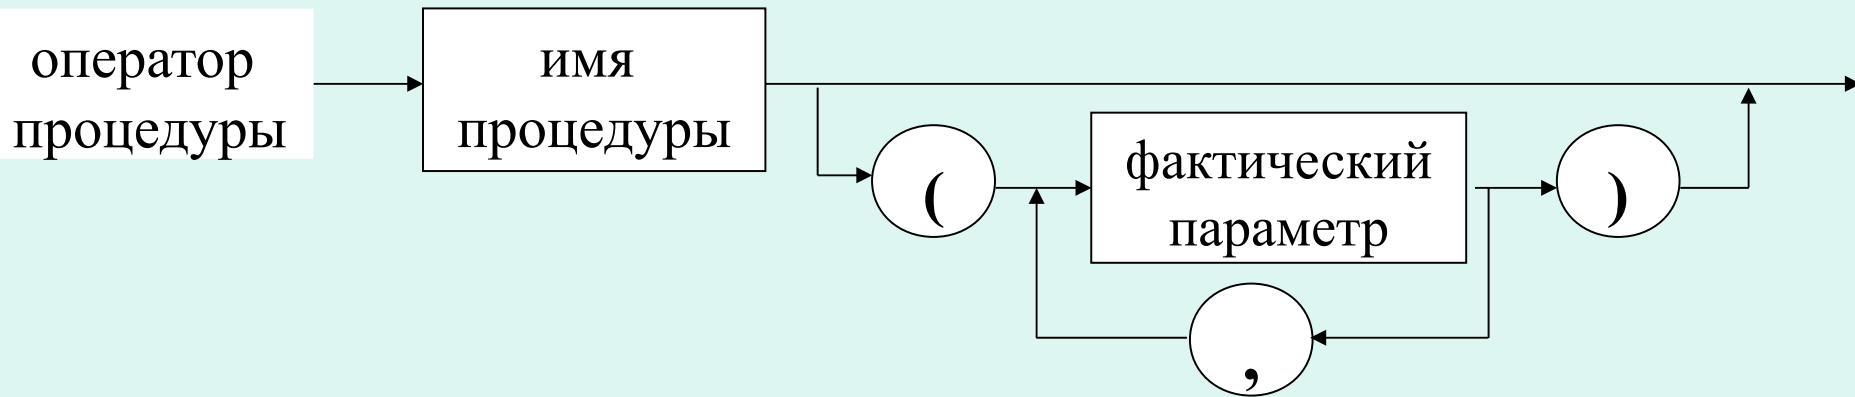 оператор
процедуры
имя
процедуры
(
фактический
параметр
)
,